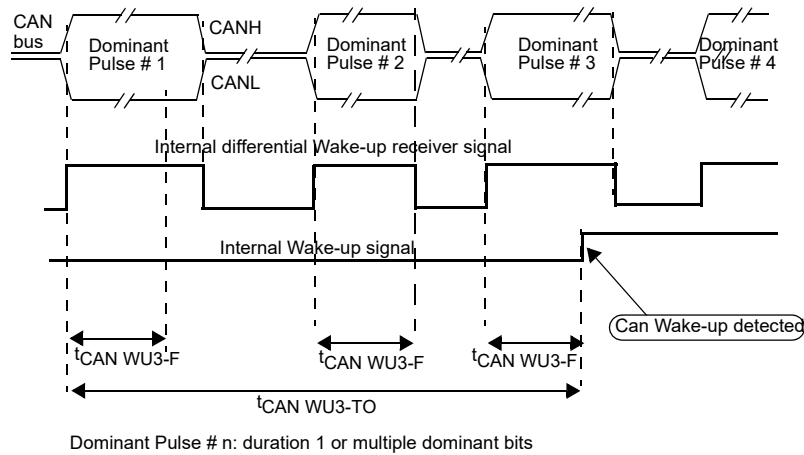 CAN
bus
CANH
CANL
Dominant
Pulse # 1
Dominant
Pulse # 2
Dominant
Pulse # 3
Dominant
Pulse # 4
Internal differential Wake-up receiver signal
Internal Wake-up signal
Can Wake-up detected
tCAN WU3-F
tCAN WU3-F
tCAN WU3-F
tCAN WU3-TO
Dominant Pulse # n: duration 1 or multiple dominant bits